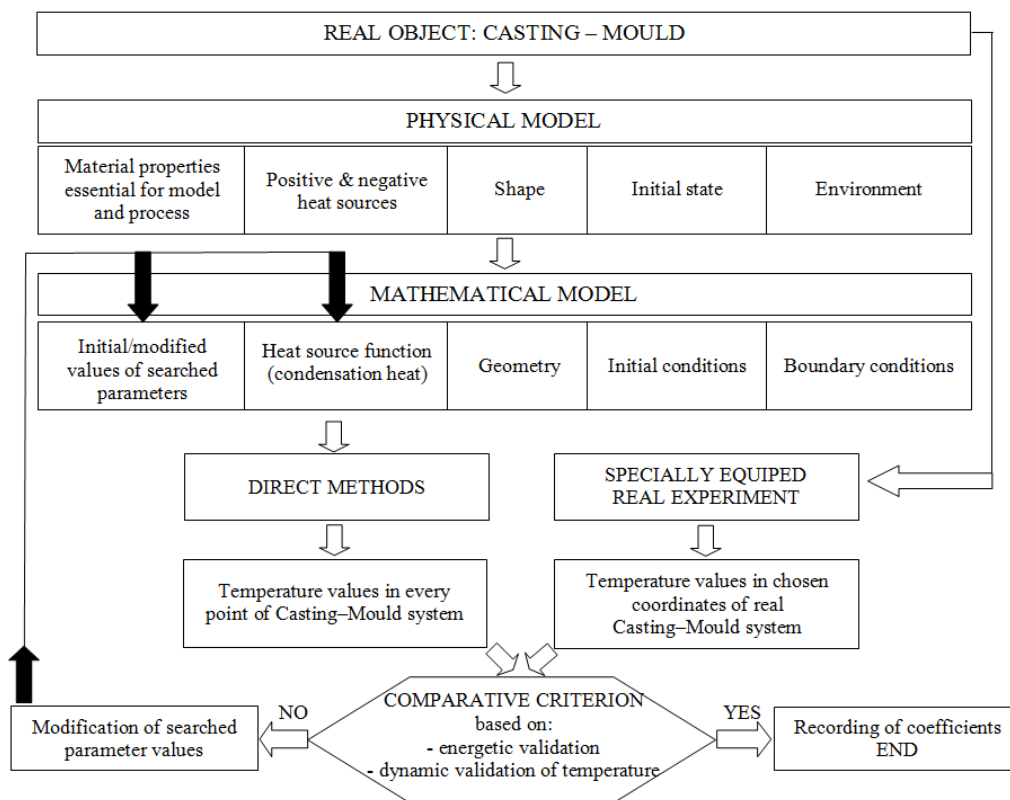 REAL OBJECT: CASTING – MOULD
PHYSICAL MODEL
Material properties
essential for model
and process
Positive & negative
heat sources
Shape
Initial state
Environment
MATHEMATICAL MODEL
Initial/modified
values of searched
parameters
Heat source function
(condensation heat)
Geometry
Initial conditions
Boundary conditions
DIRECT METHODS
SPECIALLY EQUIPED
REAL EXPERIMENT
Temperature values in every
point of Casting–Mould system
Temperature values in chosen
coordinates of real
Casting–Mould system
COMPARATIVE CRITERION
based on:
- energetic validation
- dynamic validation of temperature
NO
Modification of searched
parameter values
YES
Recording of coefficients
END